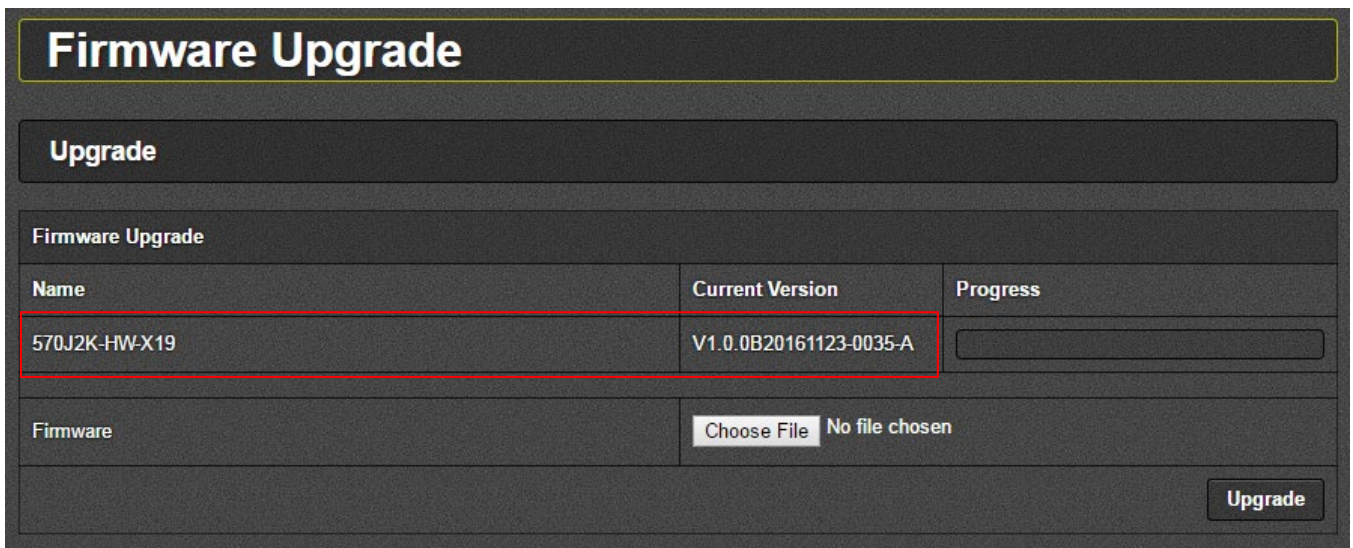 Firmware Upgrade
Upgrade
Firmware Upgrade
Name Current Version Progress
570J2K-HW-X19 V1.0.0B20161123-0035-A
Firmware Choose File No file chosen
Upgrade